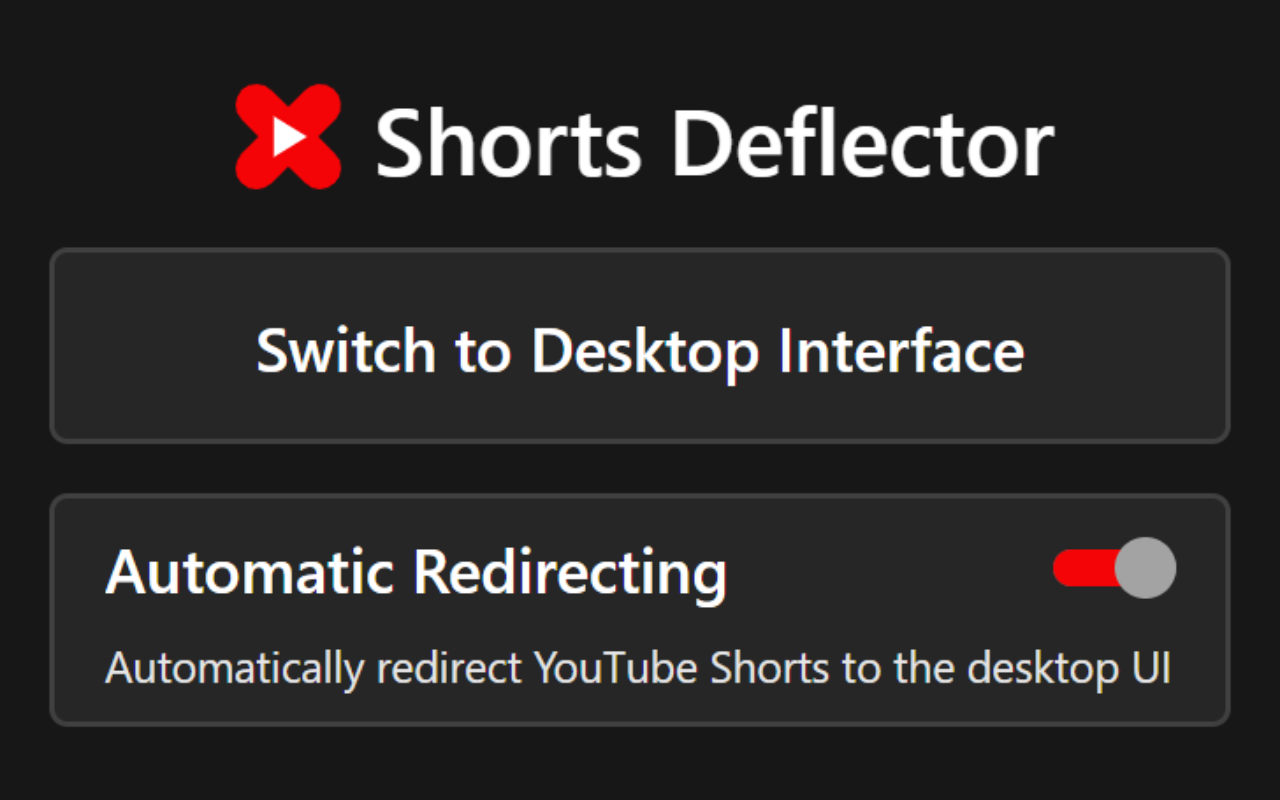 Shorts Deflector
Switch to Desktop Interface
Automatic Redirecting
Automatically redirect YouTube Shorts to the desktop UI